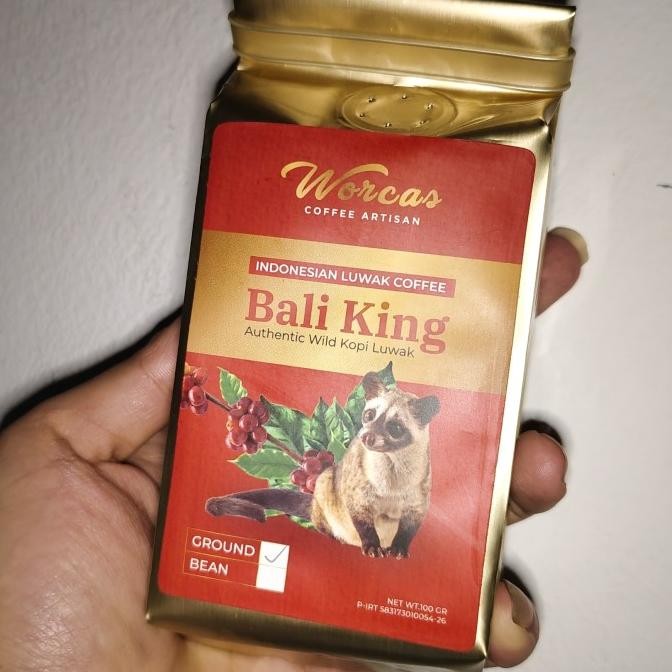 Worcas
COFFEE ARTISAN
INDONESIAN LUWAK COFFEE
Bali King
Authentic Wild Kopi Luwak
GROUND
BEAN
NET WT.100 GR
P-IRT 583173010054-26